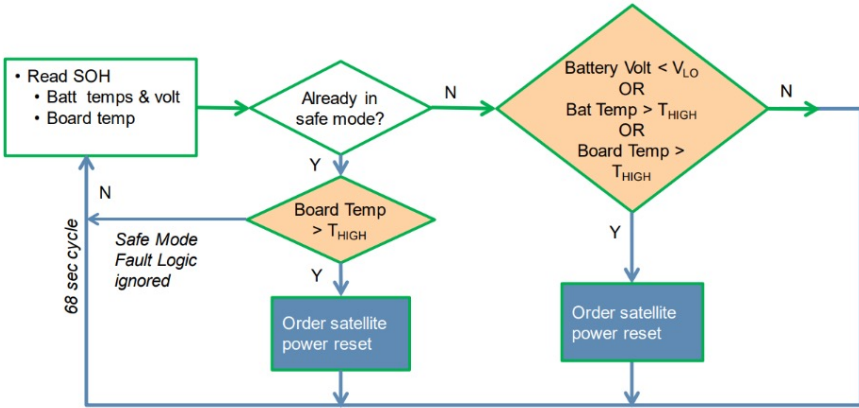 • Read SOH
• Batt temps & volt
• Board temp
Already in
safe mode?
N
Battery Volt < VLO
OR
Bat Temp > THIGH
OR
Board Temp >
THIGH
N
Y
N
Board Temp
> THIGH
Safe Mode
Fault Logic
ignored
68 sec cycle
Y
Y
Order satellite
power reset
Order satellite
power reset